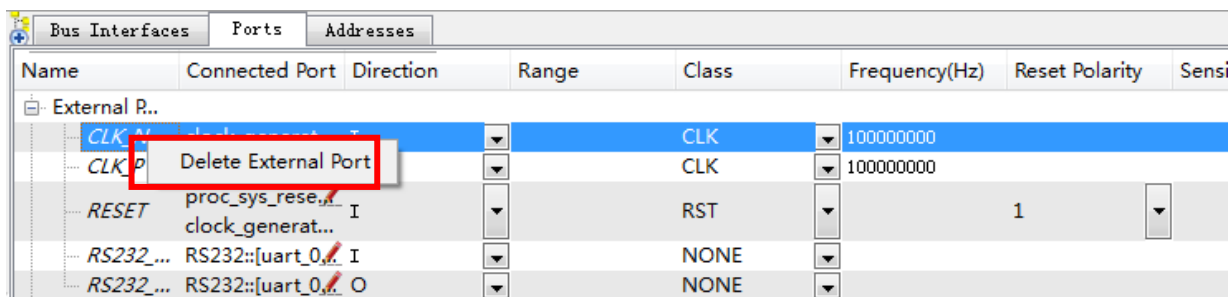 Bus Interfaces Ports Addresses
Name Connected Port Direction Range Class Frequency(Hz) Reset Polarity Sensi
External P...
CLK_N I CLK 100000000
CLK_P CLK 100000000
Delete External Port
RESET proc_sys_rese... I RST 1
clock_generat...
RS232_... RS232::[uart_0,... I NONE
RS232_... RS232::[uart_0,... O NONE